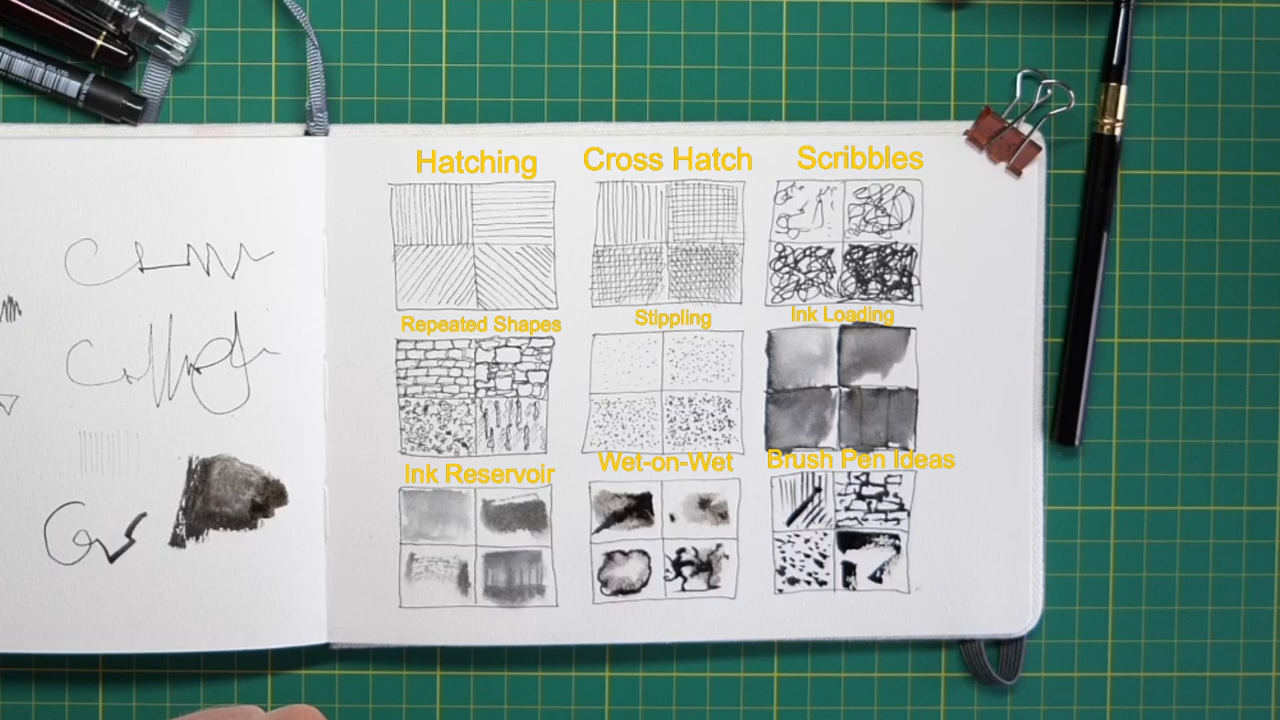 Hatching
Cross Hatch
Scribbles
Repeated Shapes
Stippling
Ink Loading
Ink Reservoir
Wet-on-Wet
Brush Pen Ideas